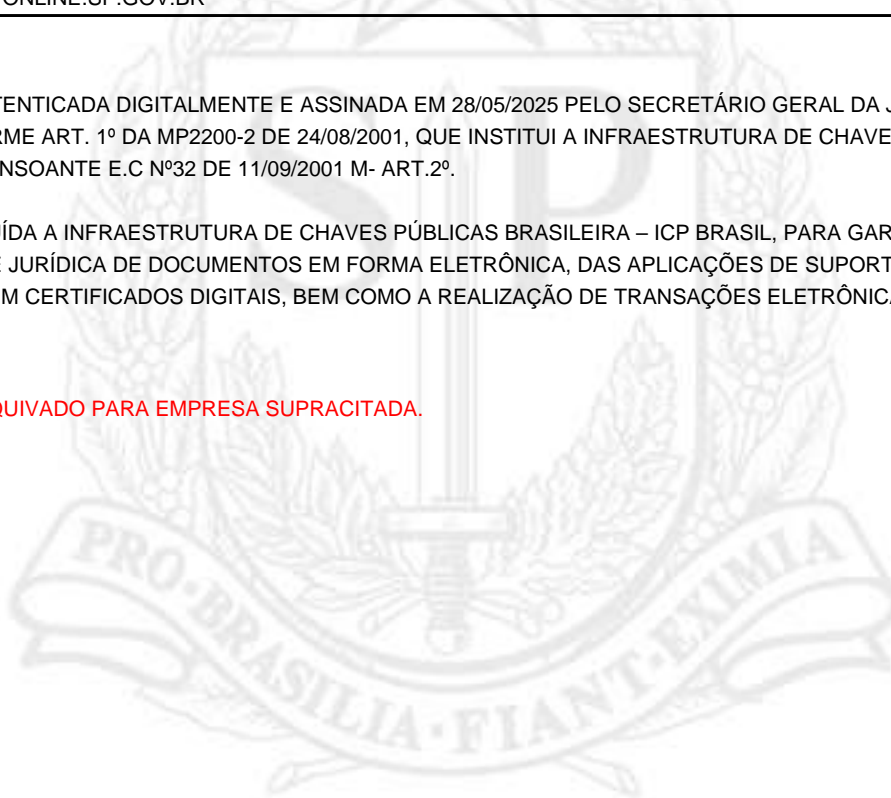 ONLINE.SP.GOV.BR
TENTICADA DIGITALMENTE E ASSINADA EM 28/05/2025 PELO SECRETÁRIO GERAL DA J
RME ART. 1º DA MP2200-2 DE 24/08/2001, QUE INSTITUI A INFRAESTRUTURA DE CHAVE
NSOANTE E.C Nº32 DE 11/09/2001 M- ART.2º.
ÍDA A INFRAESTRUTURA DE CHAVES PÚBLICAS BRASILEIRA – ICP BRASIL, PARA GAR
E JURÍDICA DE DOCUMENTOS EM FORMA ELETRÔNICA, DAS APLICAÇÕES DE SUPORT
M CERTIFICADOS DIGITAIS, BEM COMO A REALIZAÇÃO DE TRANSAÇÕES ELETRÔNICA
QUIVADO PARA EMPRESA SUPRACITADA.
SP
PRO·BRASILIA·FIANT·EXIMIA